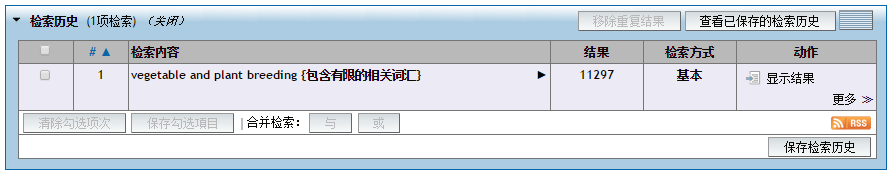 检索历史 (1项检索) (关闭) 移除重复结果 查看已保存的检索历史
# ▲ 检索内容 结果 检索方式 动作
1 vegetable and plant breeding {包含有限的相关词汇} 11297 基本 显示结果
更多 ≫
清除勾选项次 保存勾选项目 | 合并检索: 与 或 RSS
保存检索历史